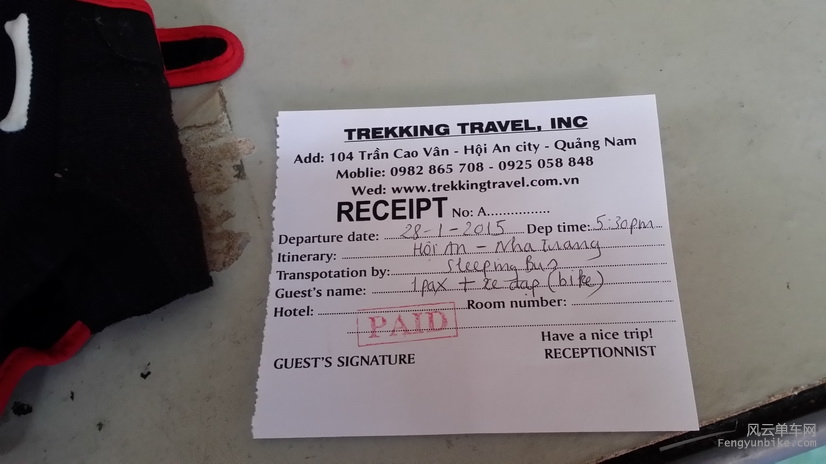 TREKKING TRAVEL, INC
Add: 104 Trần Cao Vân - Hội An city - Quảng Nam
Moblie: 0982 865 708 - 0925 058 848
Wed: www.trekkingtravel.com.vn
RECEIPT No: A................
Departure date: 28-1-2015 Dep time: 5:30pm
Itinerary: Hội An - Nha Trang
Transpotation by: Sleeping Bus
Guest's name: 1pax + xe đạp (bike)
Hotel: Room number:
PAID
Have a nice trip!
GUEST'S SIGNATURE RECEPTIONNIST
风云单车网
Fengyunbike.com